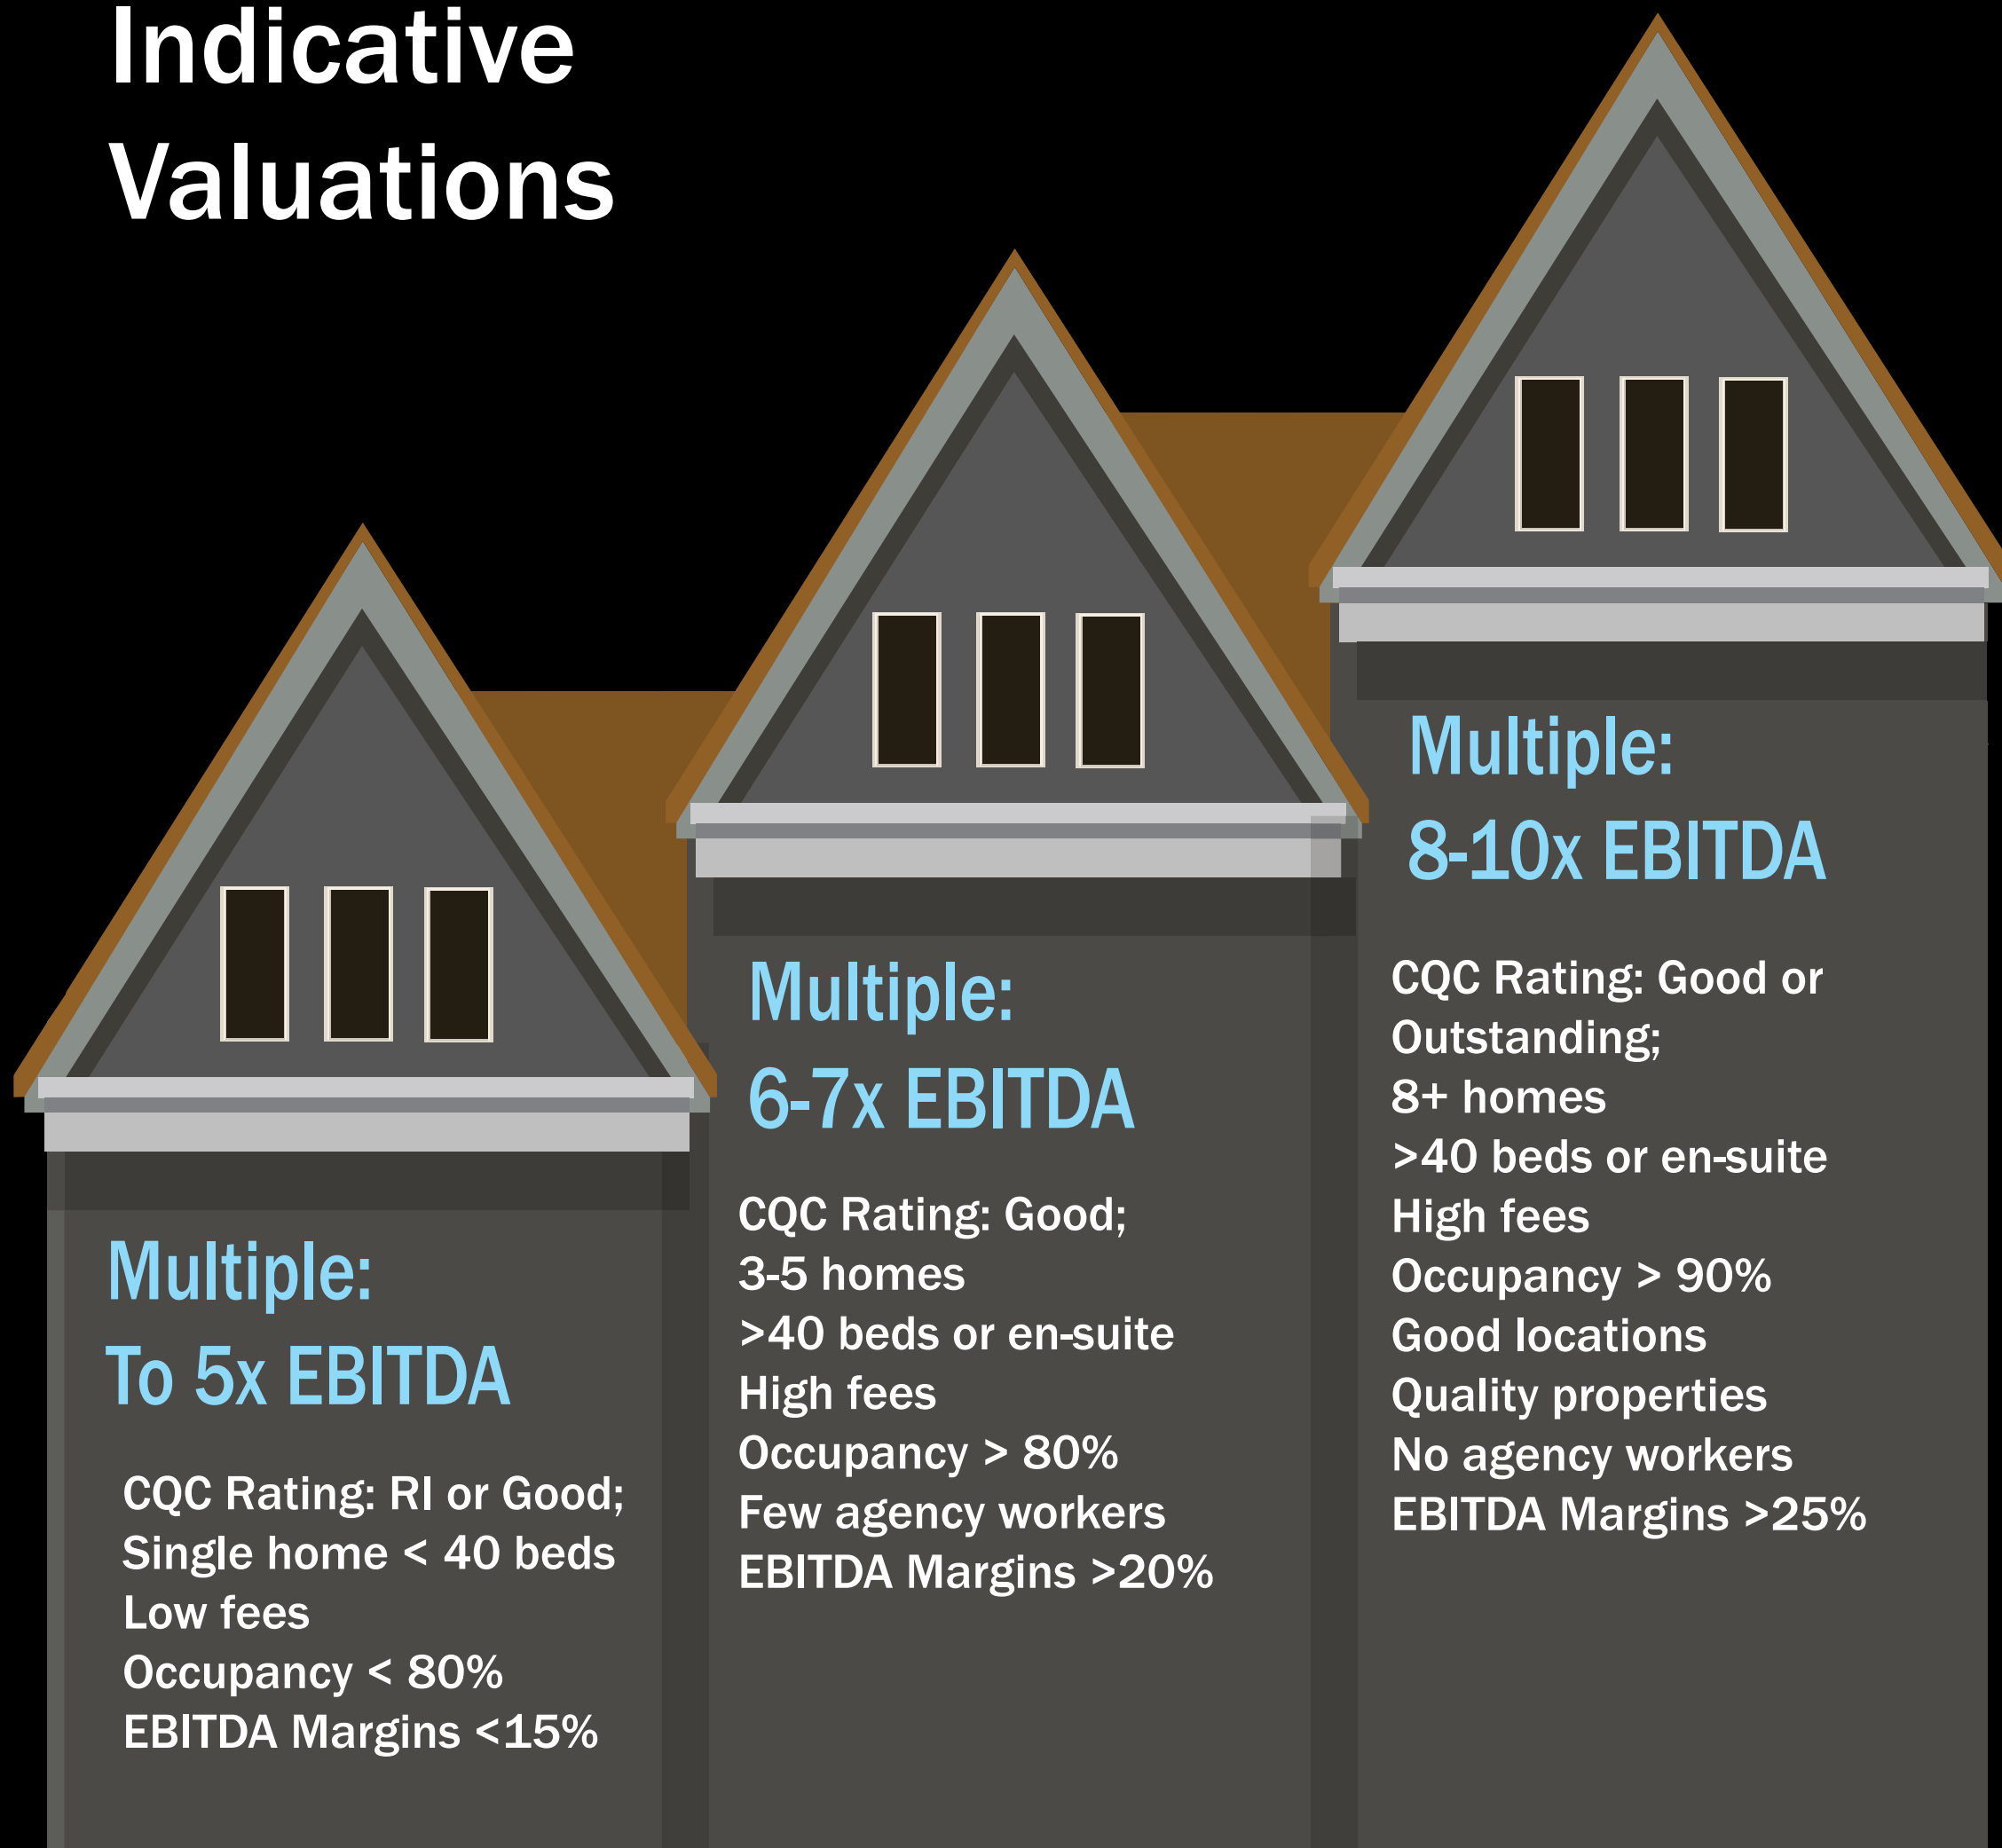 Indicative
Valuations
Multiple:
To 5x EBITDA
CQC Rating: RI or Good;
Single home < 40 beds
Low fees
Occupancy < 80%
EBITDA Margins <15%
Multiple:
6-7x EBITDA
CQC Rating: Good;
3-5 homes
>40 beds or en-suite
High fees
Occupancy > 80%
Few agency workers
EBITDA Margins >20%
Multiple:
8-10x EBITDA
CQC Rating: Good or
Outstanding;
8+ homes
>40 beds or en-suite
High fees
Occupancy > 90%
Good locations
Quality properties
No agency workers
EBITDA Margins >25%